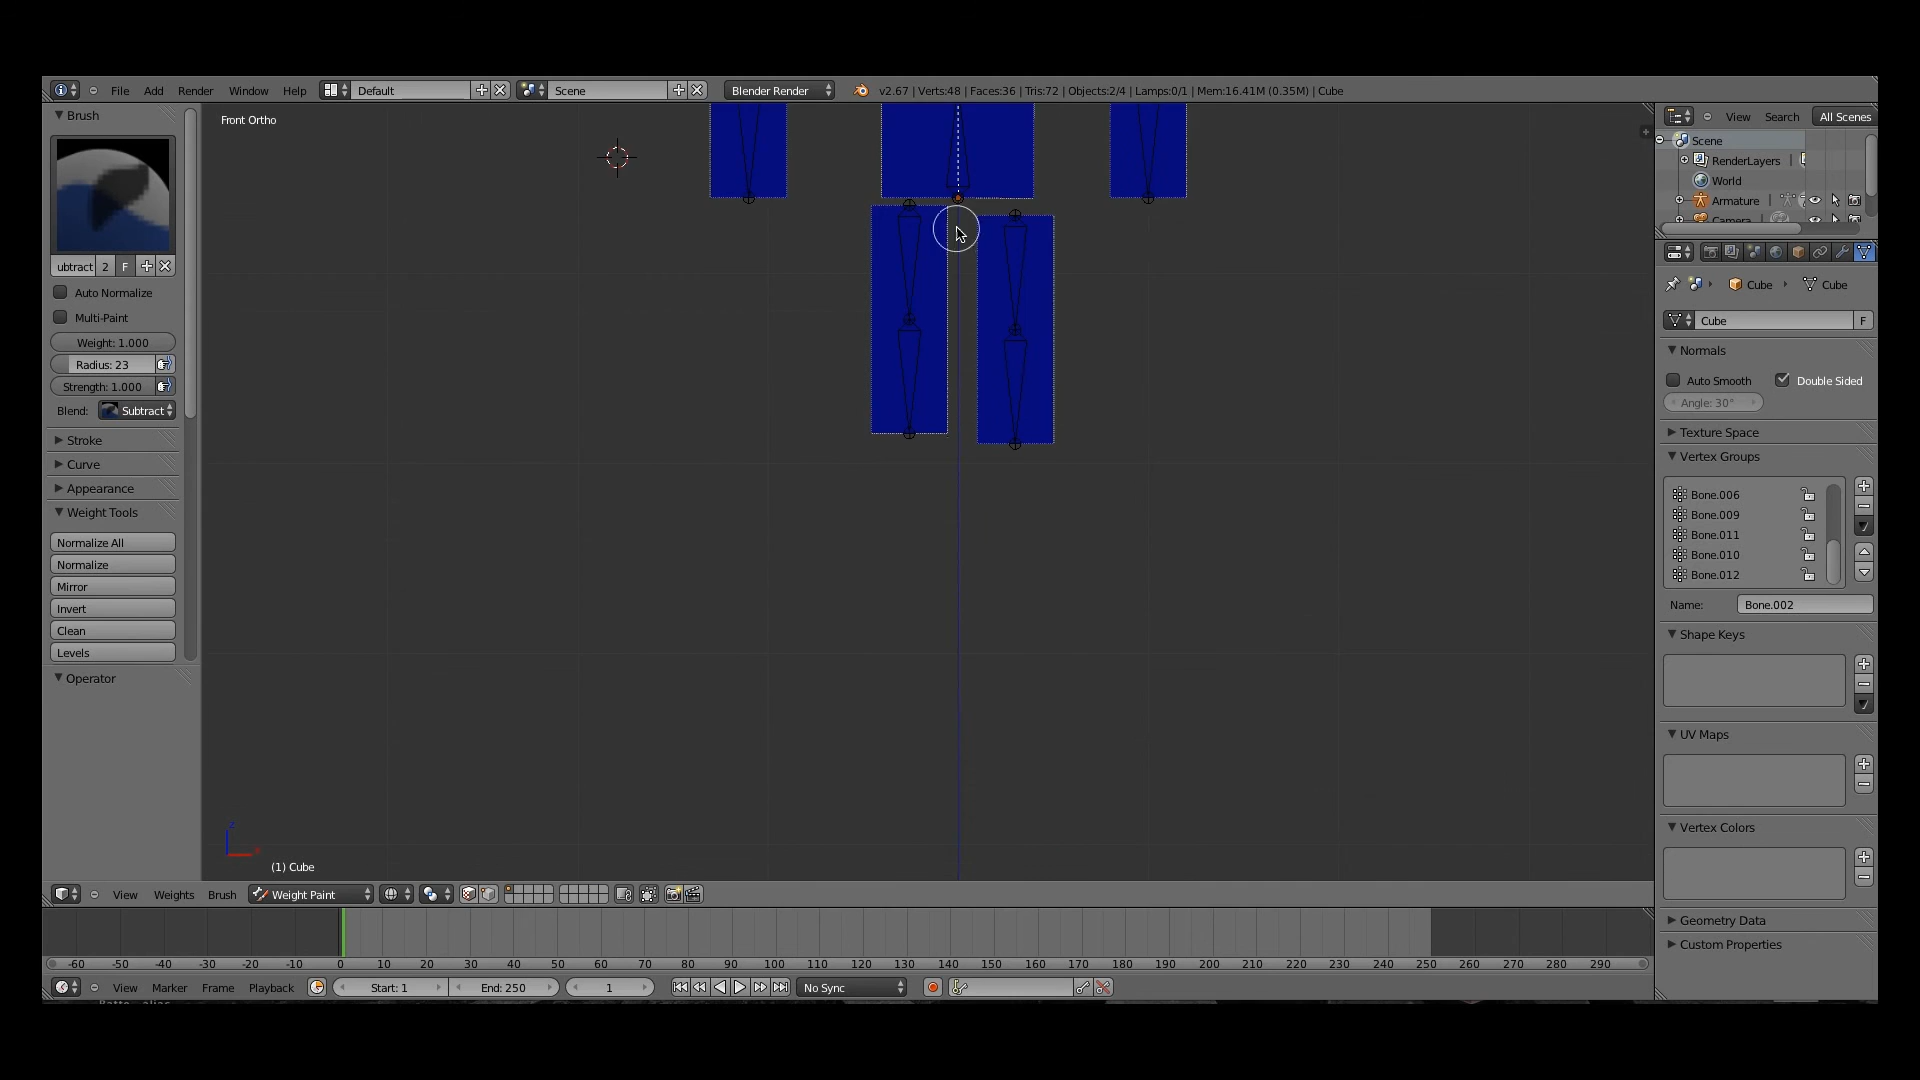 File Add Render Window Help Default Scene Blender Render v2.67 | Verts:48 | Faces:36 | Tris:72 | Objects:2/4 | Lamps:0/1 | Mem:16.41M (0.35M) | Cube
Brush
Front Ortho
View Search All Scenes
Scene
RenderLayers
World
Armature
Camera
ubtract 2 F
Auto Normalize
Multi-Paint
Weight: 1.000
Radius: 23
Strength: 1.000
Blend: Subtract
Stroke
Curve
Appearance
Weight Tools
Normalize All
Normalize
Mirror
Invert
Clean
Levels
Operator
Cube Cube
Cube F
Normals
Auto Smooth Double Sided
Angle: 30°
Texture Space
Vertex Groups
Bone.006
Bone.009
Bone.011
Bone.010
Bone.012
Name: Bone.002
Shape Keys
UV Maps
Vertex Colors
Geometry Data
Custom Properties
z
x
(1) Cube
View Weights Brush Weight Paint
-60 -50 -40 -30 -20 -10 0 10 20 30 40 50 60 70 80 90 100 110 120 130 140 150 160 170 180 190 200 210 220 230 240 250 260 270 280 290
View Marker Frame Playback Start: 1 End: 250 1 No Sync